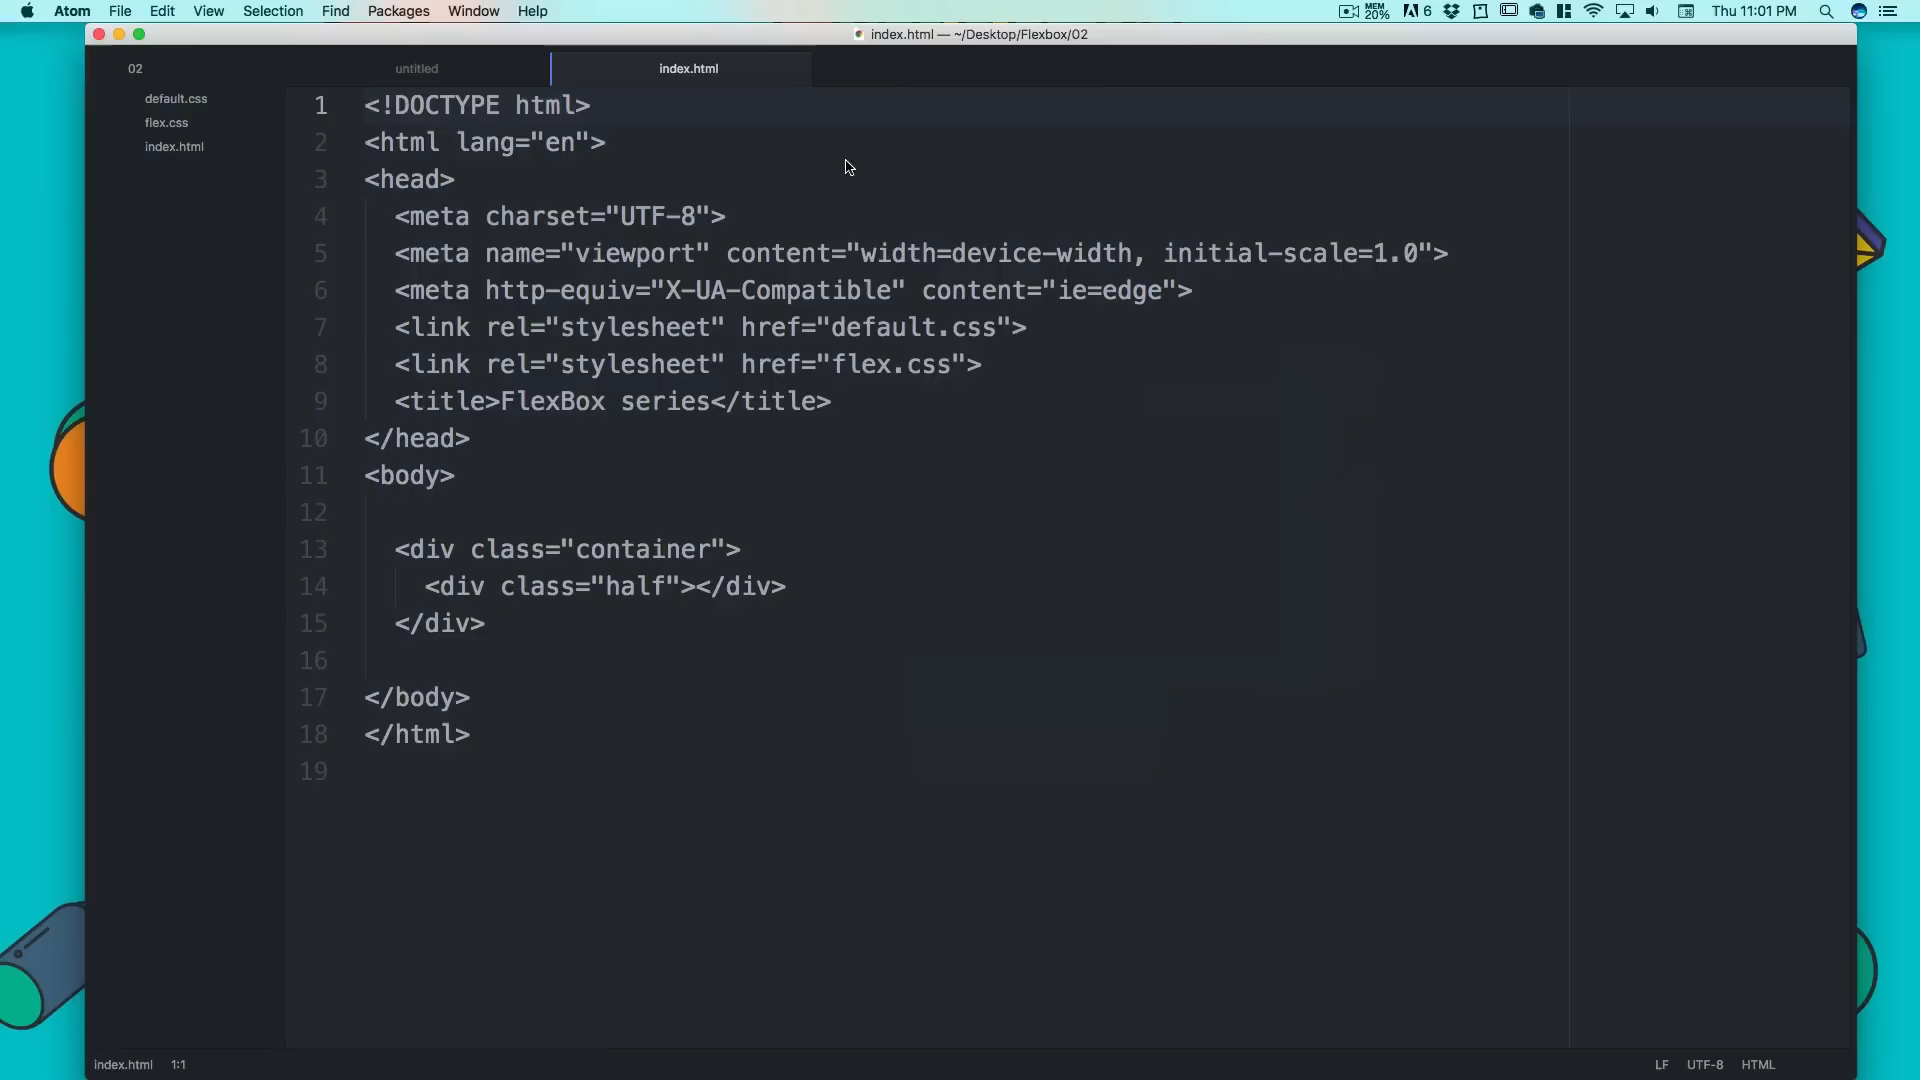 Atom File Edit View Selection Find Packages Window Help MEM 20% 6 Thu 11:01 PM
index.html — ~/Desktop/Flexbox/02
02
default.css
flex.css
index.html
untitled index.html
1 <!DOCTYPE html>
2 <html lang="en">
3 <head>
4 <meta charset="UTF-8">
5 <meta name="viewport" content="width=device-width, initial-scale=1.0">
6 <meta http-equiv="X-UA-Compatible" content="ie=edge">
7 <link rel="stylesheet" href="default.css">
8 <link rel="stylesheet" href="flex.css">
9 <title>FlexBox series</title>
10 </head>
11 <body>
12
13 <div class="container">
14 <div class="half"></div>
15 </div>
16
17 </body>
18 </html>
19
index.html 1:1 LF UTF-8 HTML